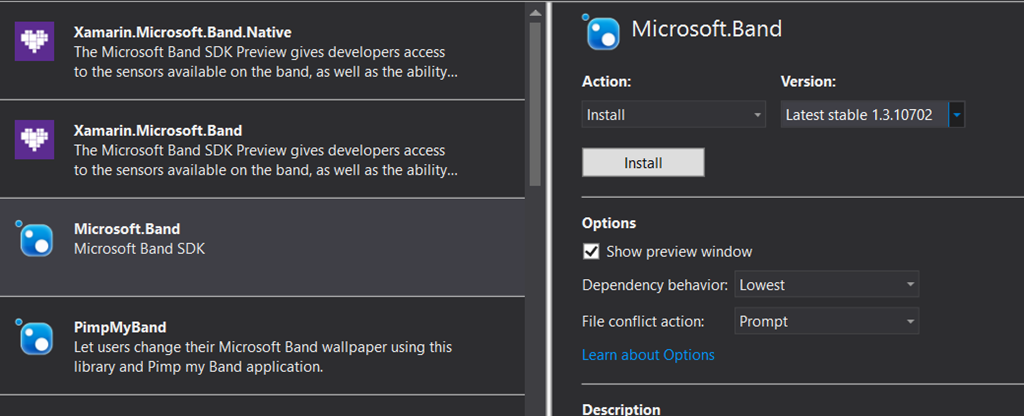 Xamarin.Microsoft.Band.Native
The Microsoft Band SDK Preview gives developers access
to the sensors available on the band, as well as the ability...
Xamarin.Microsoft.Band
The Microsoft Band SDK Preview gives developers access
to the sensors available on the band, as well as the ability...
Microsoft.Band
Microsoft Band SDK
PimpMyBand
Let users change their Microsoft Band wallpaper using this
library and Pimp my Band application.
Microsoft.Band
Action: Version:
Install Latest stable 1.3.10702
Install
Options
Show preview window
Dependency behavior: Lowest
File conflict action: Prompt
Learn about Options
Description